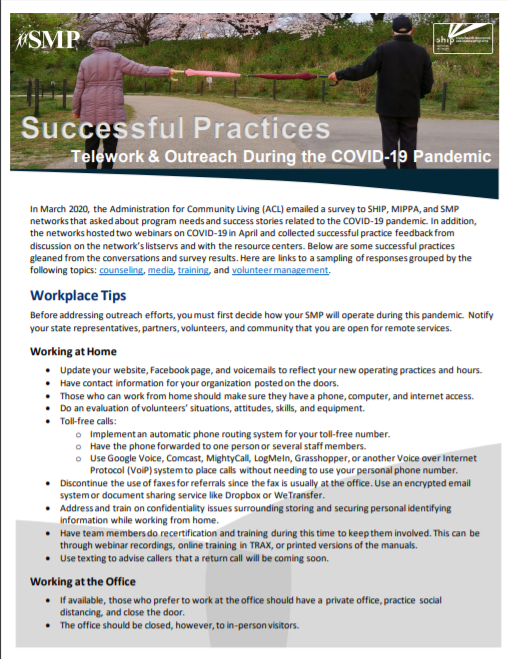 SMP
ship
Successful Practices
Telework & Outreach During the COVID-19 Pandemic
In March 2020, the Administration for Community Living (ACL) emailed a survey to SHIP, MIPPA, and SMP
networks that asked about program needs and success stories related to the COVID-19 pandemic. In addition,
the networks hosted two webinars on COVID-19 in April and collected successful practice feedback from
discussion on the network's listservs and with the resource centers. Below are some successful practices
gleaned from the conversations and survey results. Here are links to a sampling of responses grouped by the
following topics: counseling, media, training, and volunteer management.
Workplace Tips
Before addressing outreach efforts, you must first decide how your SMP will operate during this pandemic. Notify
your state representatives, partners, volunteers, and community that you are open for remote services.
Working at Home
• Update your website, Facebook page, and voicemails to reflect your new operating practices and hours.
• Have contact information for your organization posted on the doors.
• Those who can work from home should make sure they have a phone, computer, and internet access.
• Do an evaluation of volunteers' situations, attitudes, skills, and equipment.
• Toll-free calls:
o Implement an automatic phone routing system for your toll-free number.
o Have the phone forwarded to one person or several staff members.
o Use Google Voice, Comcast, MightyCall, LogMeIn, Grasshopper, or another Voice over Internet
Protocol (VoiP) system to place calls without needing to use your personal phone number.
• Discontinue the use of faxes for referrals since the fax is usually at the office. Use an encrypted email
system or document sharing service like Dropbox or WeTransfer.
• Address and train on confidentiality issues surrounding storing and securing personal identifying
information while working from home.
• Have team members do recertification and training during this time to keep them involved. This can be
through webinar recordings, online training in TRAX, or printed versions of the manuals.
• Use texting to advise callers that a return call will be coming soon.
Working at the Office
• If available, those who prefer to work at the office should have a private office, practice social
distancing, and close the door.
• The office should be closed, however, to in-person visitors.